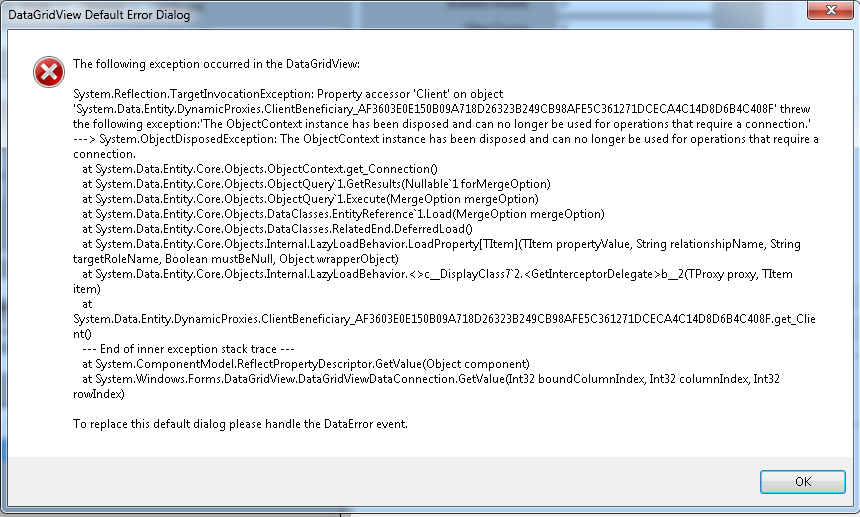 DataGridView Default Error Dialog
The following exception occurred in the DataGridView:
System.Reflection.TargetInvocationException: Property accessor 'Client' on object
'System.Data.Entity.DynamicProxies.ClientBeneficiary_AF3603E0E150B09A718D26323B249CB98AFE5C361271DCECA4C14D8D6B4C408F' threw
the following exception:'The ObjectContext instance has been disposed and can no longer be used for operations that require a connection.'
---> System.ObjectDisposedException: The ObjectContext instance has been disposed and can no longer be used for operations that require a
connection.
at System.Data.Entity.Core.Objects.ObjectContext.get_Connection()
at System.Data.Entity.Core.Objects.ObjectQuery`1.GetResults(Nullable`1 forMergeOption)
at System.Data.Entity.Core.Objects.ObjectQuery`1.Execute(MergeOption mergeOption)
at System.Data.Entity.Core.Objects.DataClasses.EntityReference`1.Load(MergeOption mergeOption)
at System.Data.Entity.Core.Objects.DataClasses.RelatedEnd.DeferredLoad()
at System.Data.Entity.Core.Objects.Internal.LazyLoadBehavior.LoadProperty[TItem](TItem propertyValue, String relationshipName, String
targetRoleName, Boolean mustBeNull, Object wrapperObject)
at System.Data.Entity.Core.Objects.Internal.LazyLoadBehavior.<>c__DisplayClass7`2.<GetInterceptorDelegate>b__2(TProxy proxy, TItem
item)
at
System.Data.Entity.DynamicProxies.ClientBeneficiary_AF3603E0E150B09A718D26323B249CB98AFE5C361271DCECA4C14D8D6B4C408F.get_Clie
nt()
--- End of inner exception stack trace ---
at System.ComponentModel.ReflectPropertyDescriptor.GetValue(Object component)
at System.Windows.Forms.DataGridView.DataGridViewDataConnection.GetValue(Int32 boundColumnIndex, Int32 columnIndex, Int32
rowIndex)
To replace this default dialog please handle the DataError event.
OK